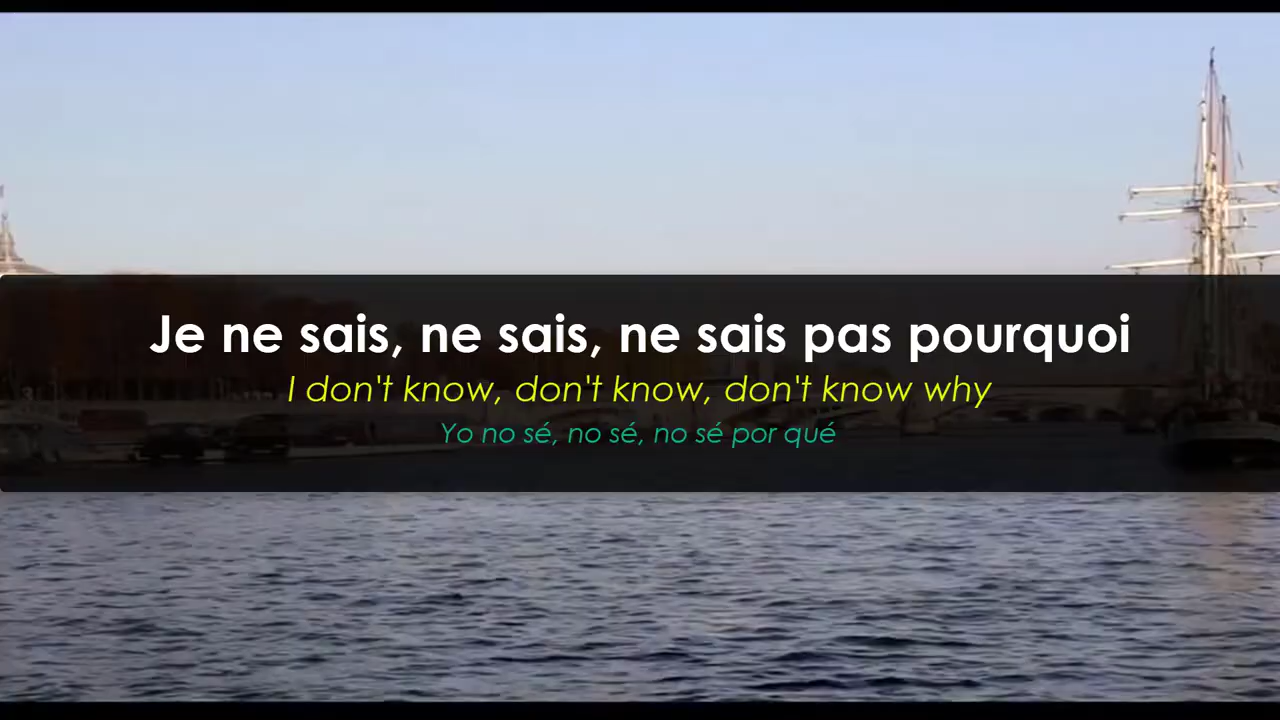 Je ne sais, ne sais, ne sais pas pourquoi
I don't know, don't know, don't know why
Yo no sé, no sé, no sé por qué